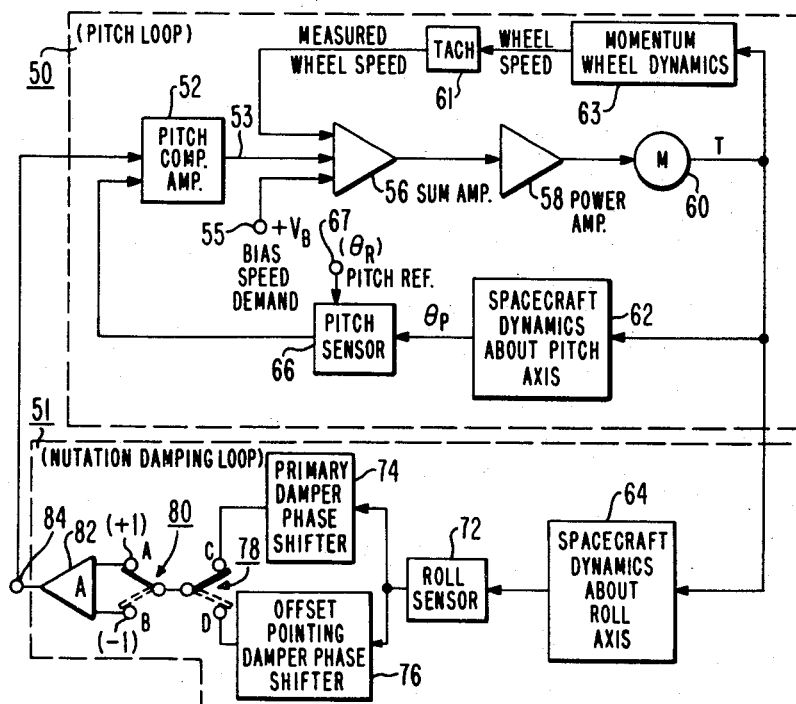 (PITCH LOOP)
50
52
PITCH
COMP.
AMP.
53
MEASURED
WHEEL SPEED
TACH
61
WHEEL
SPEED
MOMENTUM
WHEEL DYNAMICS
63
56 SUM AMP.
58 POWER
AMP.
M
60
T
55
+VB
BIAS
SPEED
DEMAND
67
(θR)
PITCH REF.
PITCH
SENSOR
66
θP
SPACECRAFT
DYNAMICS
ABOUT PITCH
AXIS
62
51
(NUTATION DAMPING LOOP)
84
82
A
(+1)
A
80
B
(-1)
C
78
D
PRIMARY
DAMPER
PHASE
SHIFTER
74
OFFSET
POINTING
DAMPER PHASE
SHIFTER
76
72
ROLL
SENSOR
64
SPACECRAFT
DYNAMICS
ABOUT
ROLL
AXIS